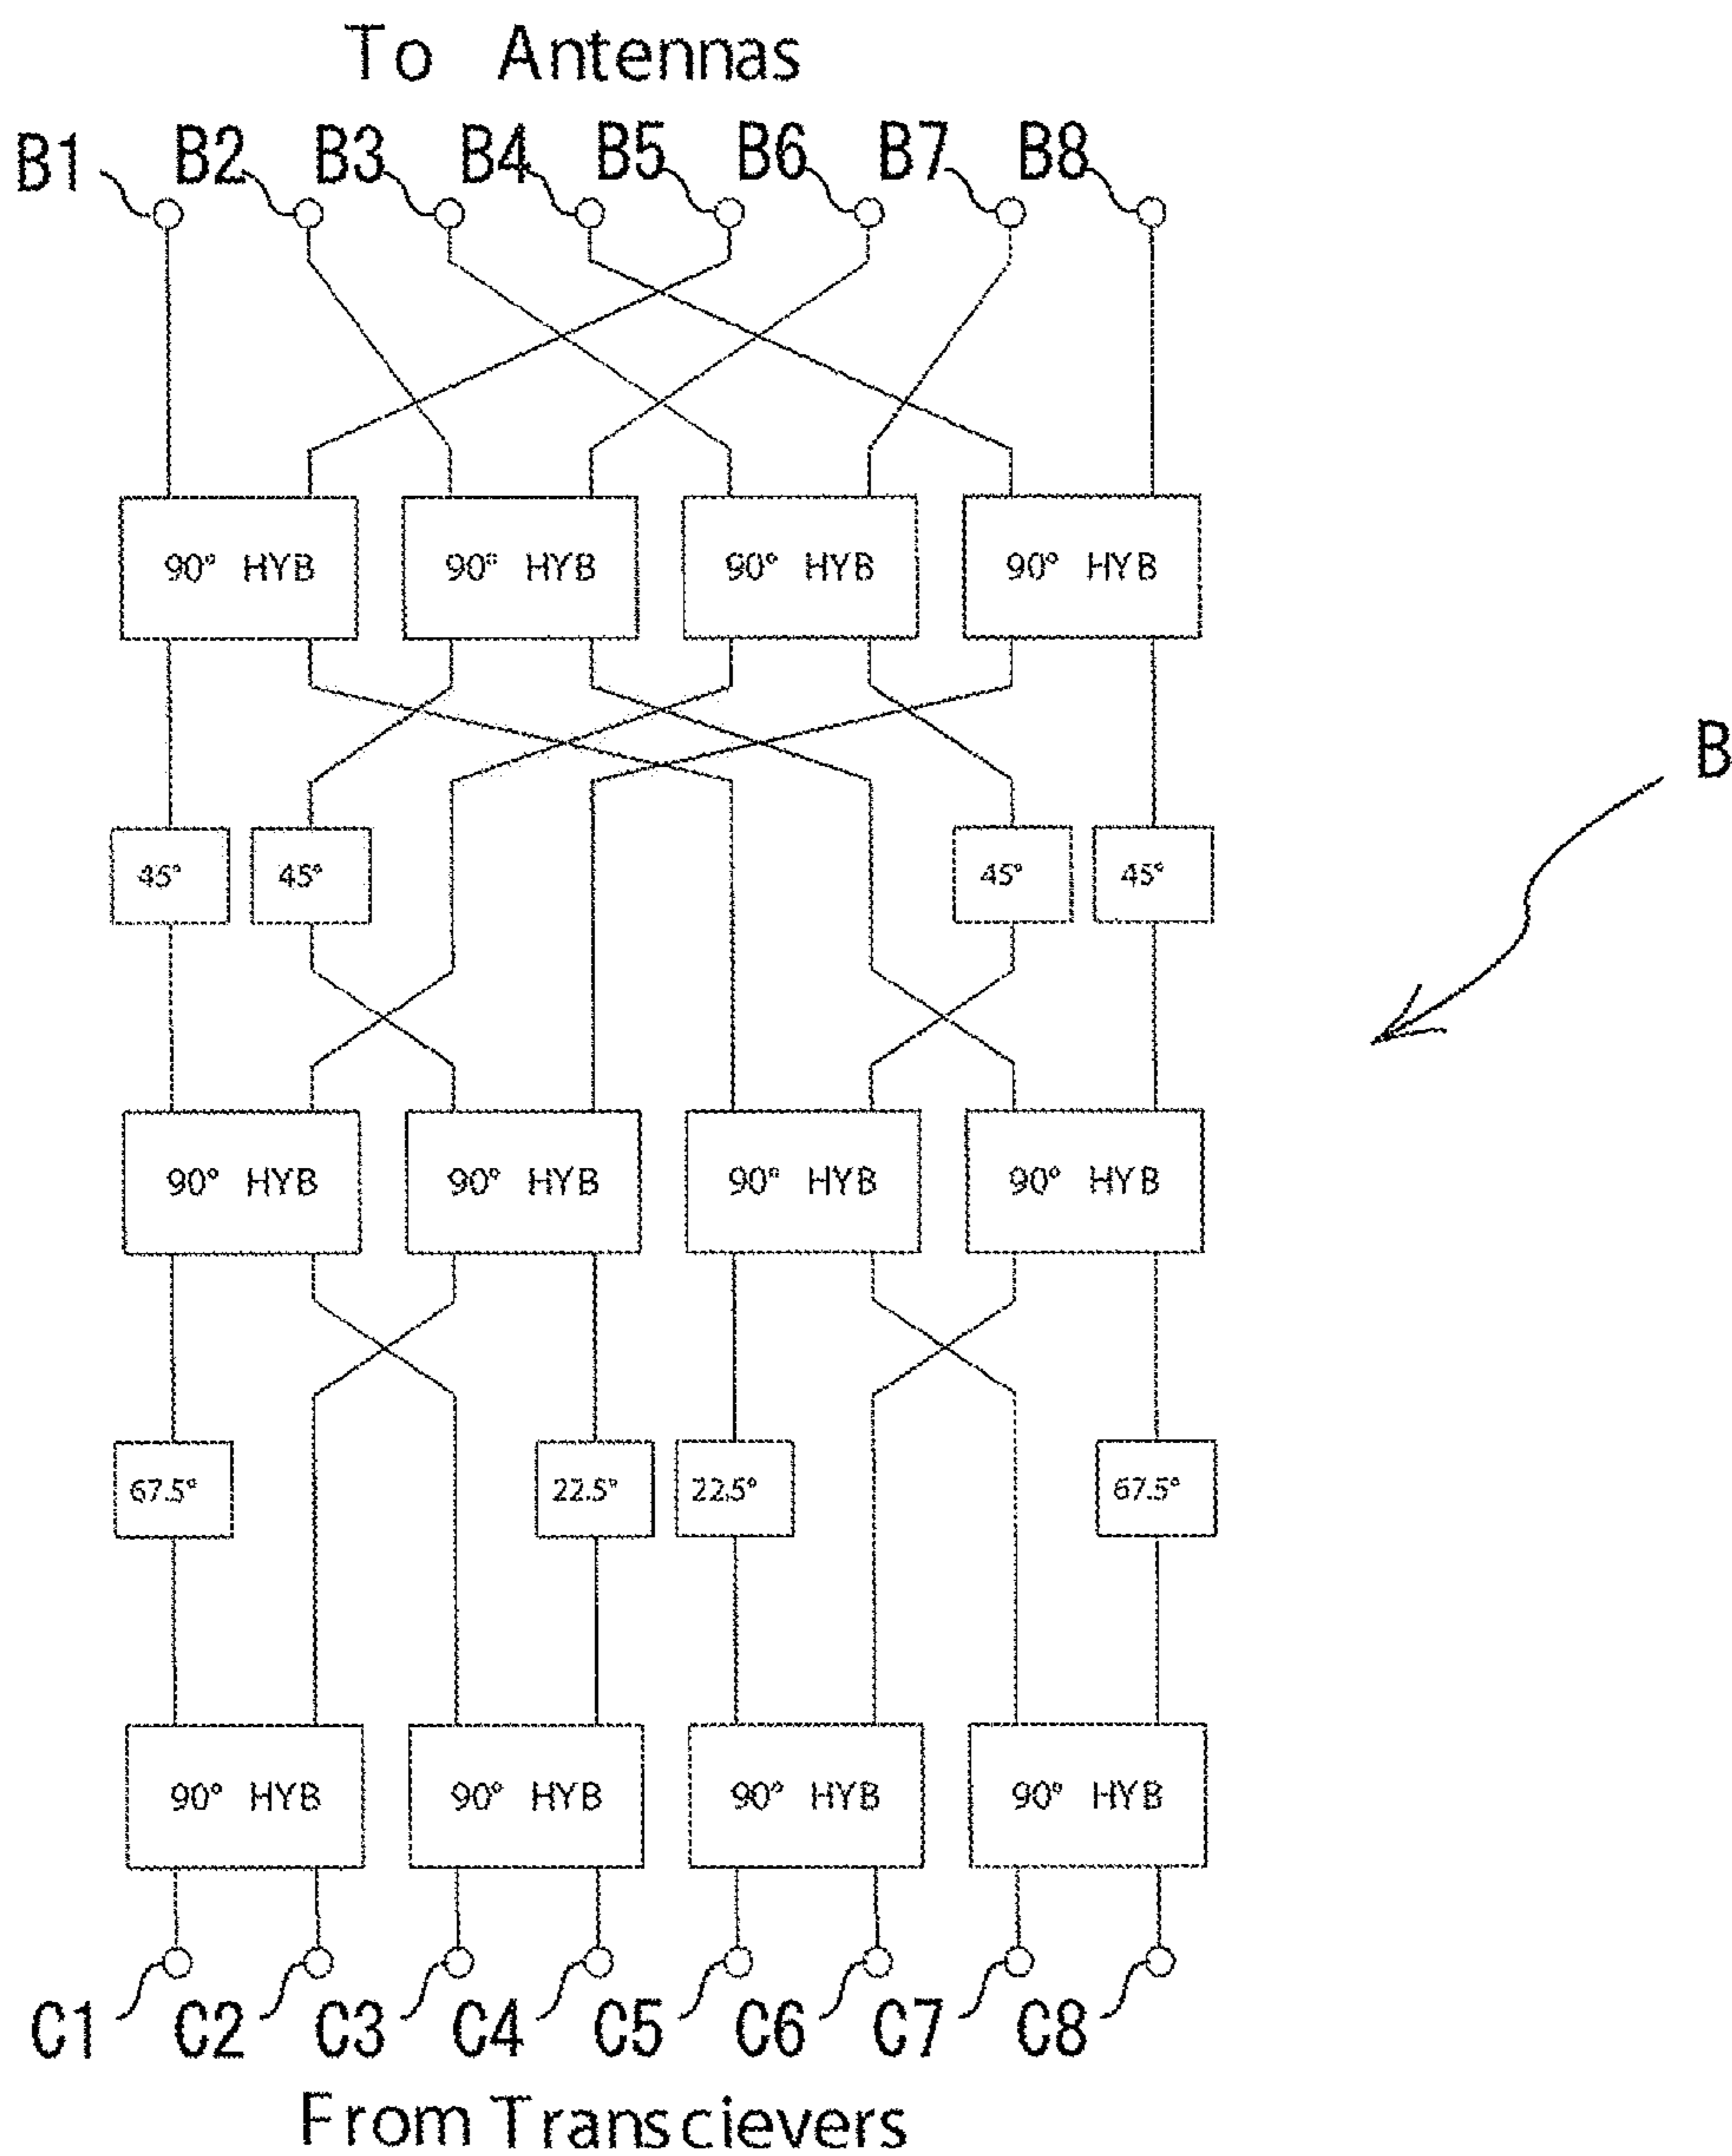 To Antennas
B1 B2 B3 B4 B5 B6 B7 B8
90° HYB 90° HYB 90° HYB 90° HYB
B
45° 45° 45° 45°
90° HYB 90° HYB 90° HYB 90° HYB
67.5° 22.5° 22.5° 67.5°
90° HYB 90° HYB 90° HYB 90° HYB
C1 C2 C3 C4 C5 C6 C7 C8
From Transcievers